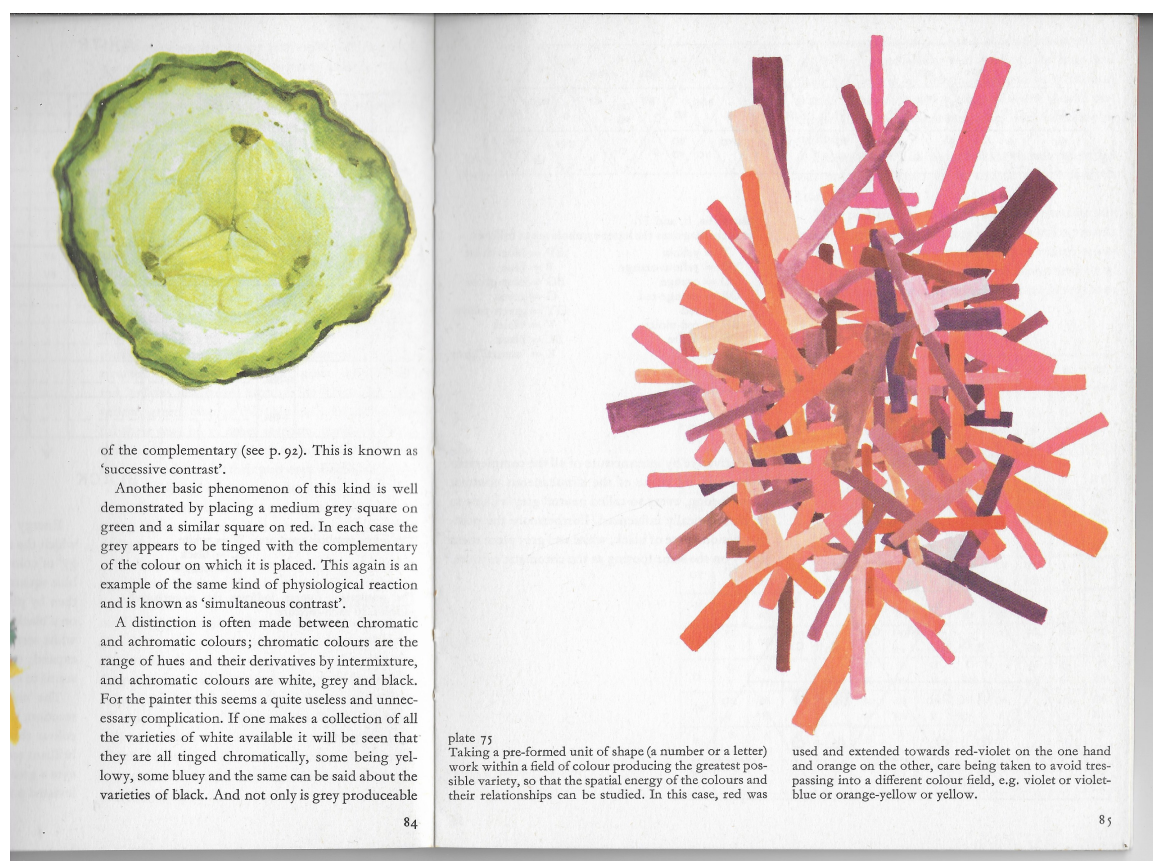 of the complementary (see p. 92). This is known as
‘successive contrast’.
Another basic phenomenon of this kind is well
demonstrated by placing a medium grey square on
green and a similar square on red. In each case the
grey appears to be tinged with the complementary
of the colour on which it is placed. This again is an
example of the same kind of physiological reaction
and is known as ‘simultaneous contrast’.
A distinction is often made between chromatic
and achromatic colours; chromatic colours are the
range of hues and their derivatives by intermixture,
and achromatic colours are white, grey and black.
For the painter this seems a quite useless and unnec-
essary complication. If one makes a collection of all
the varieties of white available it will be seen that
they are all tinged chromatically, some being yel-
lowy, some bluey and the same can be said about the
varieties of black. And not only is grey produceable
84
plate 75
Taking a pre-formed unit of shape (a number or a letter)
work within a field of colour producing the greatest pos-
sible variety, so that the spatial energy of the colours and
their relationships can be studied. In this case, red was
used and extended towards red-violet on the one hand
and orange on the other, care being taken to avoid tres-
passing into a different colour field, e.g. violet or violet-
blue or orange-yellow or yellow.
85